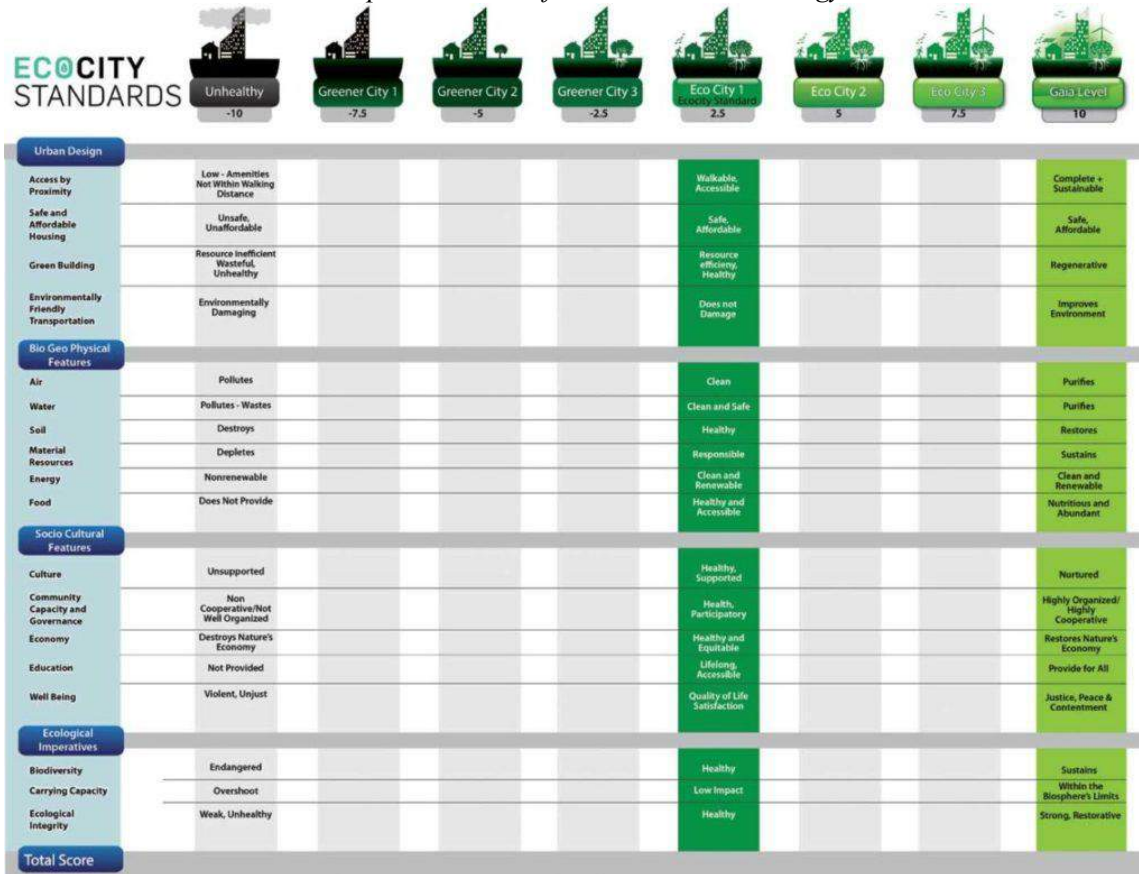 ECOCITY
STANDARDS
Unhealthy
-10
Greener City 1
-7.5
Greener City 2
-5
Greener City 3
-2.5
Eco City 1
Ecocity Standard
2.5
Eco City 2
5
Eco City 3
7.5
Gaia Level
10
Urban Design
Access by
Proximity
Low - Amenities
Not Within Walking
Distance
Walkable,
Accessible
Complete +
Sustainable
Safe and
Affordable
Housing
Unsafe,
Unaffordable
Safe,
Affordable
Safe,
Affordable
Green Building
Resource Inefficient
Wasteful,
Unhealthy
Resource
efficieny,
Healthy
Regenerative
Environmentally
Friendly
Transportation
Environmentally
Damaging
Does not
Damage
Improves
Environment
Bio Geo Physical
Features
Air
Pollutes
Clean
Purifies
Water
Pollutes - Wastes
Clean and Safe
Purifies
Soil
Destroys
Healthy
Restores
Material
Resources
Depletes
Responsible
Sustains
Energy
Nonrenewable
Clean and
Renewable
Clean and
Renewable
Food
Does Not Provide
Healthy and
Accessible
Nutritious and
Abundant
Socio Cultural
Features
Culture
Unsupported
Healthy,
Supported
Nurtured
Community
Capacity and
Governance
Non
Cooperative/Not
Well Organized
Health,
Participatory
Highly Organized/
Highly
Cooperative
Economy
Destroys Nature's
Economy
Healthy and
Equitable
Restores Nature's
Economy
Education
Not Provided
Lifelong,
Accessible
Provide for All
Well Being
Violent, Unjust
Quality of Life
Satisfaction
Justice, Peace &
Contentment
Ecological
Imperatives
Biodiversity
Endangered
Healthy
Sustains
Carrying Capacity
Overshoot
Low Impact
Within the
Biosphere's Limits
Ecological
Integrity
Weak, Unhealthy
Healthy
Strong, Restorative
Total Score